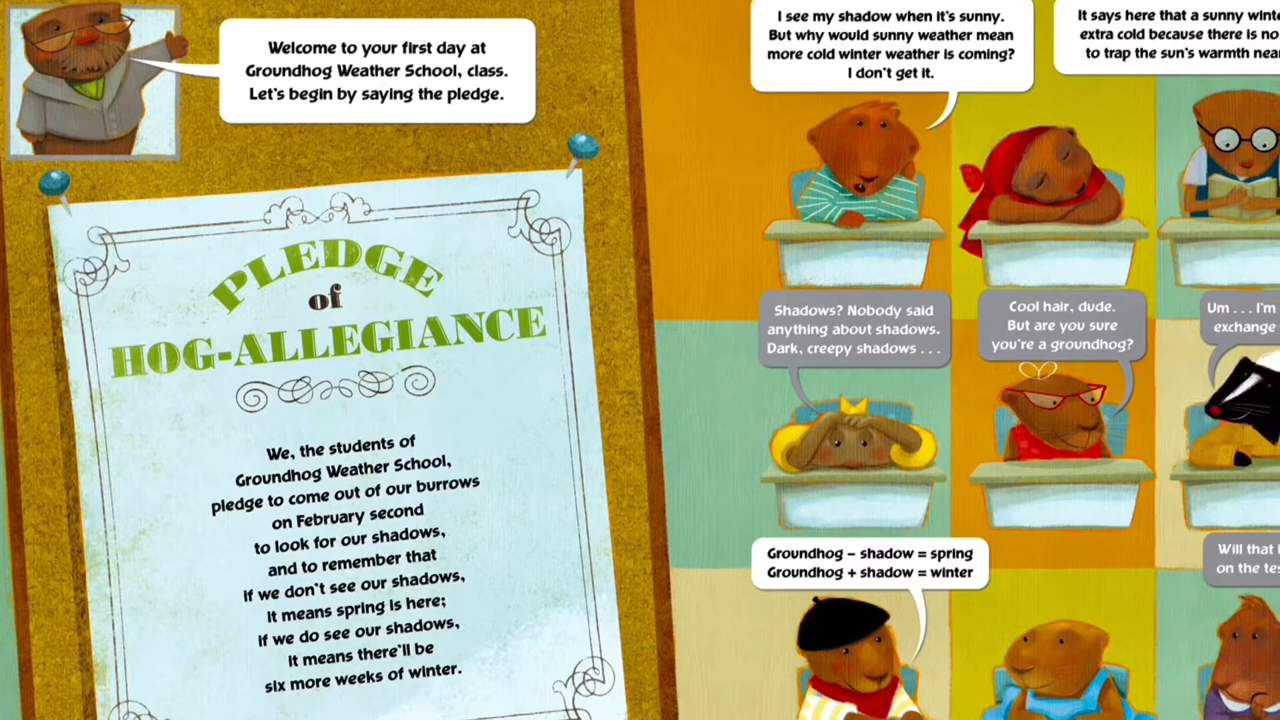 Welcome to your first day at
Groundhog Weather School, class.
Let's begin by saying the pledge.
PLEDGE
of
HOG-ALLEGIANCE
We, the students of
Groundhog Weather School,
pledge to come out of our burrows
on February second
to look for our shadows,
and to remember that
if we don't see our shadows,
it means spring is here;
if we do see our shadows,
it means there'll be
six more weeks of winter.
I see my shadow when it's sunny.
But why would sunny weather mean
more cold winter weather is coming?
I don't get it.
It says here that a sunny
extra cold because there is no
to trap the sun's warmth
Shadows? Nobody said
anything about shadows.
Dark, creepy shadows . . .
Cool hair, dude.
But are you sure
you're a groundhog?
Um . . . I'm
exchange
Groundhog – shadow = spring
Groundhog + shadow = winter
Will that
on the